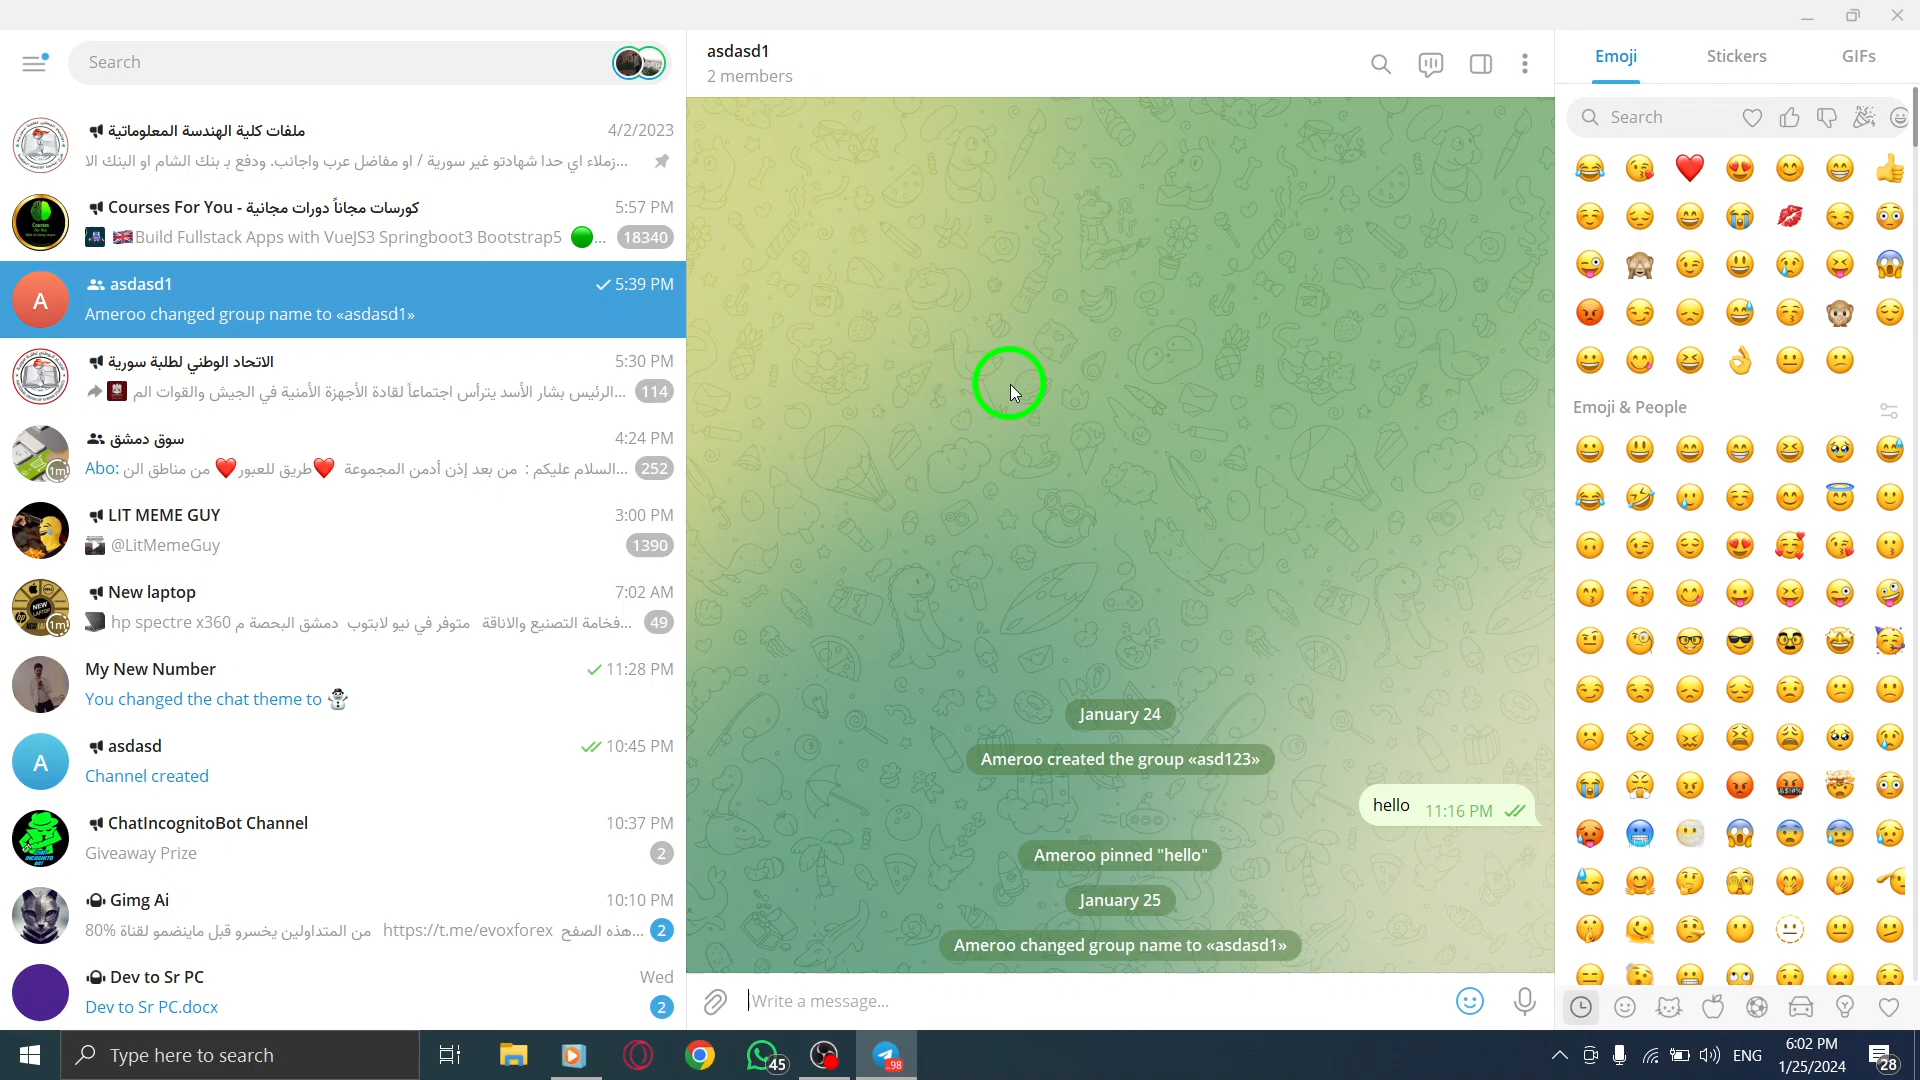 Search
ملفات كلية الهندسة المعلوماتية
4/2/2023
زملاء اي حدا شهادتو غير سورية / او مفاضل عرب واجانب. ودفع بـ بنك الشام او البنك الا...
Courses For You - كورسات مجاناً دورات مجانية
5:57 PM
🇬🇧Build Fullstack Apps with VueJS3 Springboot3 Bootstrap5 🟢...
18340
A
asdasd1
5:39 PM
Ameroo changed group name to «asdasd1»
الاتحاد الوطني لطلبة سورية
5:30 PM
الرئيس بشار الأسد يترأس اجتماعاً لقادة الأجهزة الأمنية في الجيش والقوات الم...
114
سوق دمشق
4:24 PM
1m
Abo: السلام عليكم : من بعد إذن أدمن المجموعة ❤️طريق للعبور❤️ من مناطق الن...
252
LIT MEME GUY
3:00 PM
@LitMemeGuy
1390
New laptop
7:02 AM
1m
hp spectre x360 فخامة التصنيع والاناقة متوفر في نيو لابتوب دمشق البحصة م...
49
My New Number
11:28 PM
You changed the chat theme to ☃️
A
asdasd
10:45 PM
Channel created
ChatIncognitoBot Channel
10:37 PM
Giveaway Prize
2
Gimg Ai
10:10 PM
80% من المتداولين يخسرو قبل ماينضمو لقناة https://t.me/evoxforex هذه الصفح...
2
Dev to Sr PC
Wed
Dev to Sr PC.docx
2
asdasd1
2 members
January 24
Ameroo created the group «asd123»
hello 11:16 PM
Ameroo pinned "hello"
January 25
Ameroo changed group name to «asdasd1»
Write a message...
Emoji
Stickers
GIFs
Search
Emoji & People
Type here to search
45
..98
ENG
6:02 PM
1/25/2024
28